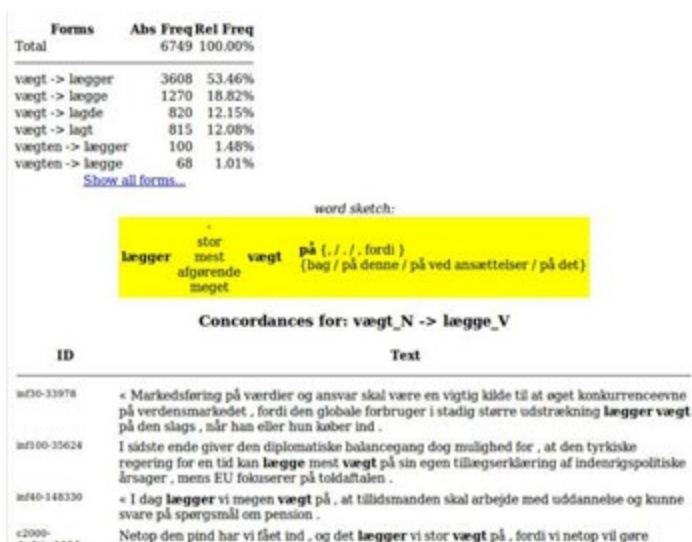 Forms Abs Freq Rel Freq
Total 6749 100.00%
vægt -> lægger 3608 53.46%
vægt -> lægge 1270 18.82%
vægt -> lagde 820 12.15%
vægt -> lagt 815 12.08%
vægten -> lægger 100 1.48%
vægten -> lægge 68 1.01%
Show all forms...
word sketch:
-
stor
lægger mest vægt på {, / . / , fordi }
afgørende {bag / på denne / på ved ansættelser / på det}
meget
Concordances for: vægt_N -> lægge_V
ID Text
inf30-33978 « Markedsføring på værdier og ansvar skal være en vigtig kilde til at øget konkurrenceevne
på verdensmarkedet , fordi den globale forbruger i stadig større udstrækning lægger vægt
på den slags , når han eller hun køber ind .
inf100-35624 I sidste ende giver den diplomatiske balancegang dog mulighed for , at den tyrkiske
regering for en tid kan lægge mest vægt på sin egen tillægserklæring af indenrigspolitiske
årsager , mens EU fokuserer på toldaftalen .
inf40-148330 « I dag lægger vi megen vægt på , at tillidsmanden skal arbejde med uddannelse og kunne
svare på spørgsmål om pension .
c2000- Netop den pind har vi fået ind , og det lægger vi stor vægt på , fordi vi netop vil gøre